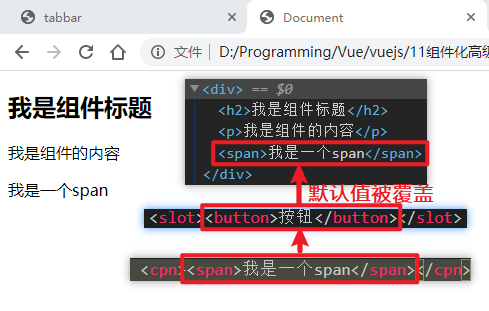 tabbar
Document
文件 | D:/Programming/Vue/vuejs/11组件化高级
我是组件标题
我是组件的内容
我是一个span
<div> == $0
<h2>我是组件标题</h2>
<p>我是组件的内容</p>
<span>我是一个span</span>
</div>
默认值被覆盖
<slot><button>按钮</button></slot>
<cpn><span>我是一个span</span></cpn>